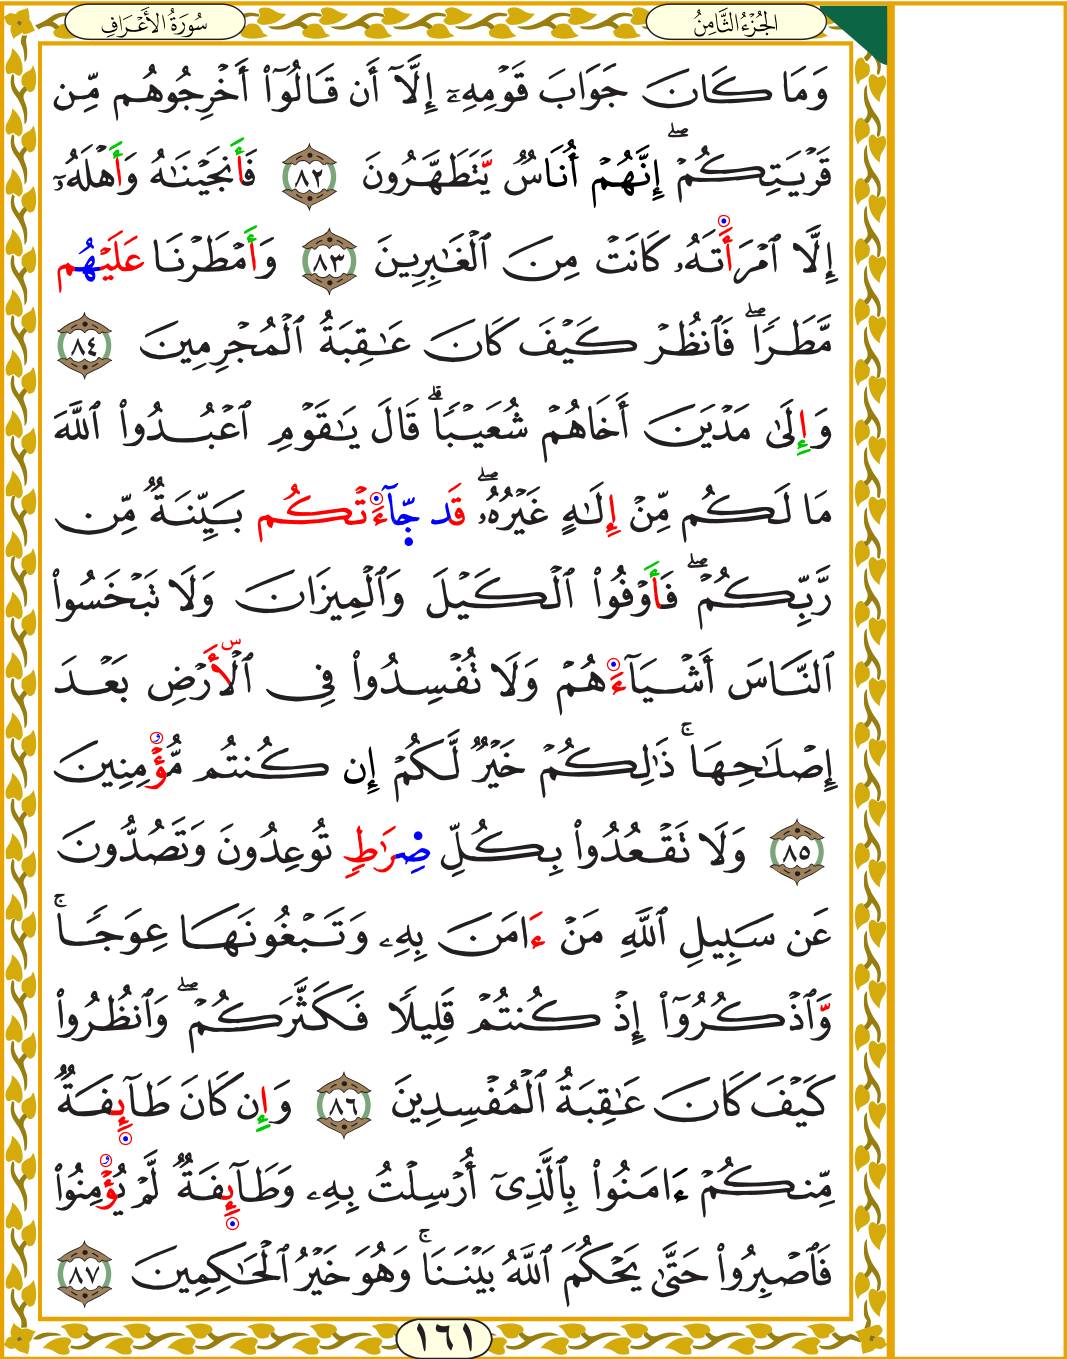 الجُزْءُ الثَّامِنُ
سُورَةُ الأَعْرَافِ
وَمَا كَانَ جَوَابَ قَوْمِهِۦٓ إِلَّآ أَن قَالُوٓاْ أَخْرِجُوهُم مِّن
قَرْيَتِكُمْۖ إِنَّهُمْ أُنَاسٞ يَتَطَهَّرُونَ ٨٢ فَأَنجَيْنَٰهُ وَأَهْلَهُۥٓ
إِلَّا ٱمْرَأَتَهُۥ كَانَتْ مِنَ ٱلْغَٰبِرِينَ ٨٣ وَأَمْطَرْنَا عَلَيْهُم
مَّطَرٗاۖ فَٱنظُرْ كَيْفَ كَانَ عَٰقِبَةُ ٱلْمُجْرِمِينَ ٨٤
وَإِلَىٰ مَدْيَنَ أَخَاهُمْ شُعَيْبٗاۗ قَالَ يَٰقَوْمِ ٱعْبُدُواْ ٱللَّهَ
مَا لَكُم مِّنْ إِلَٰهٍ غَيْرُهُۥۖ قَد جَّآءَتْكُم بَيِّنَةٞ مِّن
رَّبِّكُمْۖ فَأَوْفُواْ ٱلْكَيْلَ وَٱلْمِيزَانَ وَلَا تَبْخَسُواْ
ٱلنَّاسَ أَشْيَآءَهُمْ وَلَا تُفْسِدُواْ فِي ٱلْأَرْضِ بَعْدَ
إِصْلَٰحِهَاۚ ذَٰلِكُمْ خَيْرٞ لَّكُمْ إِن كُنتُم مُّؤْمِنِينَ
٨٥ وَلَا تَقْعُدُواْ بِكُلِّ صِرَٰطٖ تُوعِدُونَ وَتَصُدُّونَ
عَن سَبِيلِ ٱللَّهِ مَنْ ءَامَنَ بِهِۦ وَتَبْغُونَهَا عِوَجٗاۚ
وَٱذْكُرُوٓاْ إِذْ كُنتُمْ قَلِيلٗا فَكَثَّرَكُمْۖ وَٱنظُرُواْ
كَيْفَ كَانَ عَٰقِبَةُ ٱلْمُفْسِدِينَ ٨٦ وَإِن كَانَ طَآئِفَةٞ
مِّنكُمْ ءَامَنُواْ بِٱلَّذِيٓ أُرْسِلْتُ بِهِۦ وَطَآئِفَةٞ لَّمْ يُؤْمِنُواْ
فَٱصْبِرُواْ حَتَّىٰ يَحْكُمَ ٱللَّهُ بَيْنَنَاۚ وَهُوَ خَيْرُ ٱلْحَٰكِمِينَ ٨٧
١٦١